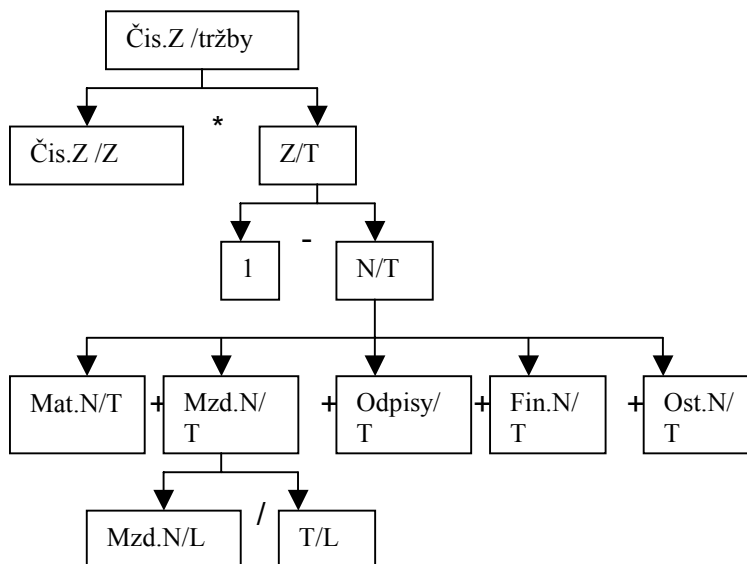 Čis.Z /tržby
Čis.Z /Z
*
Z/T
1
-
N/T
Mat.N/T
+
Mzd.N/
T
+
Odpisy/
T
+
Fin.N/
T
+
Ost.N/
T
Mzd.N/L
/
T/L